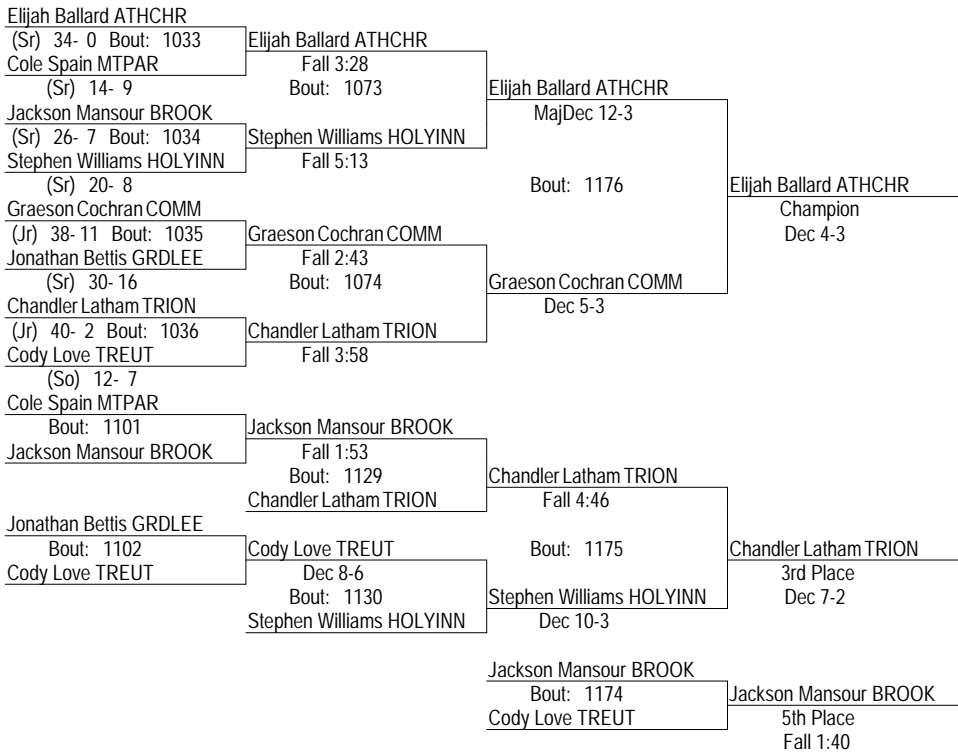 Elijah Ballard ATHCHR
(Sr) 34- 0 Bout: 1033
Elijah Ballard ATHCHR
Cole Spain MTPAR
Fall 3:28
(Sr) 14- 9
Bout: 1073
Elijah Ballard ATHCHR
Jackson Mansour BROOK
MajDec 12-3
(Sr) 26- 7 Bout: 1034
Stephen Williams HOLYINN
Stephen Williams HOLYINN
Fall 5:13
(Sr) 20- 8
Bout: 1176
Elijah Ballard ATHCHR
Graeson Cochran COMM
Champion
(Jr) 38- 11 Bout: 1035
Graeson Cochran COMM
Dec 4-3
Jonathan Bettis GRDLEE
Fall 2:43
(Sr) 30- 16
Bout: 1074
Graeson Cochran COMM
Chandler Latham TRION
Dec 5-3
(Jr) 40- 2 Bout: 1036
Chandler Latham TRION
Cody Love TREUT
Fall 3:58
(So) 12- 7
Cole Spain MTPAR
Bout: 1101
Jackson Mansour BROOK
Jackson Mansour BROOK
Fall 1:53
Bout: 1129
Chandler Latham TRION
Chandler Latham TRION
Fall 4:46
Jonathan Bettis GRDLEE
Bout: 1102
Cody Love TREUT
Bout: 1175
Chandler Latham TRION
Cody Love TREUT
Dec 8-6
3rd Place
Bout: 1130
Stephen Williams HOLYINN
Dec 7-2
Stephen Williams HOLYINN
Dec 10-3
Jackson Mansour BROOK
Bout: 1174
Jackson Mansour BROOK
Cody Love TREUT
5th Place
Fall 1:40